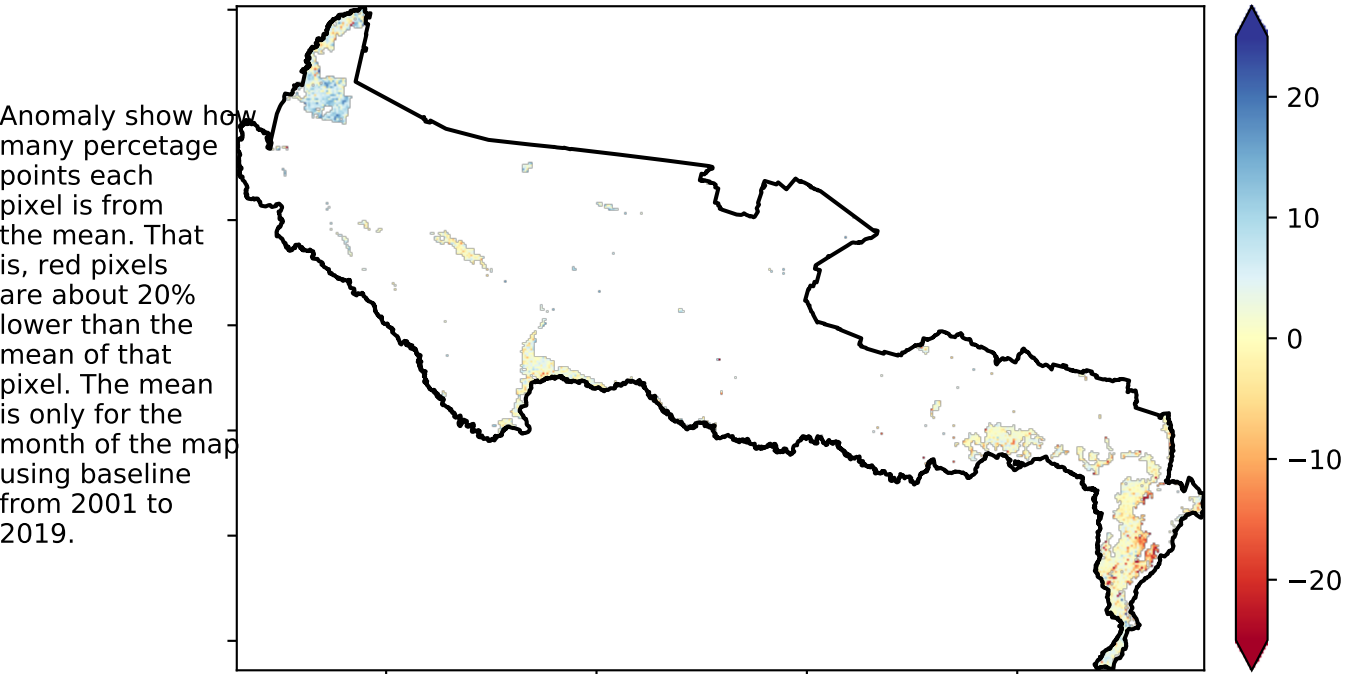 Anomaly show how
many percetage
points each
pixel is from
the mean. That
is, red pixels
are about 20%
lower than the
mean of that
pixel. The mean
is only for the
month of the map
using baseline
from 2001 to
2019.
20
10
0
−10
−20